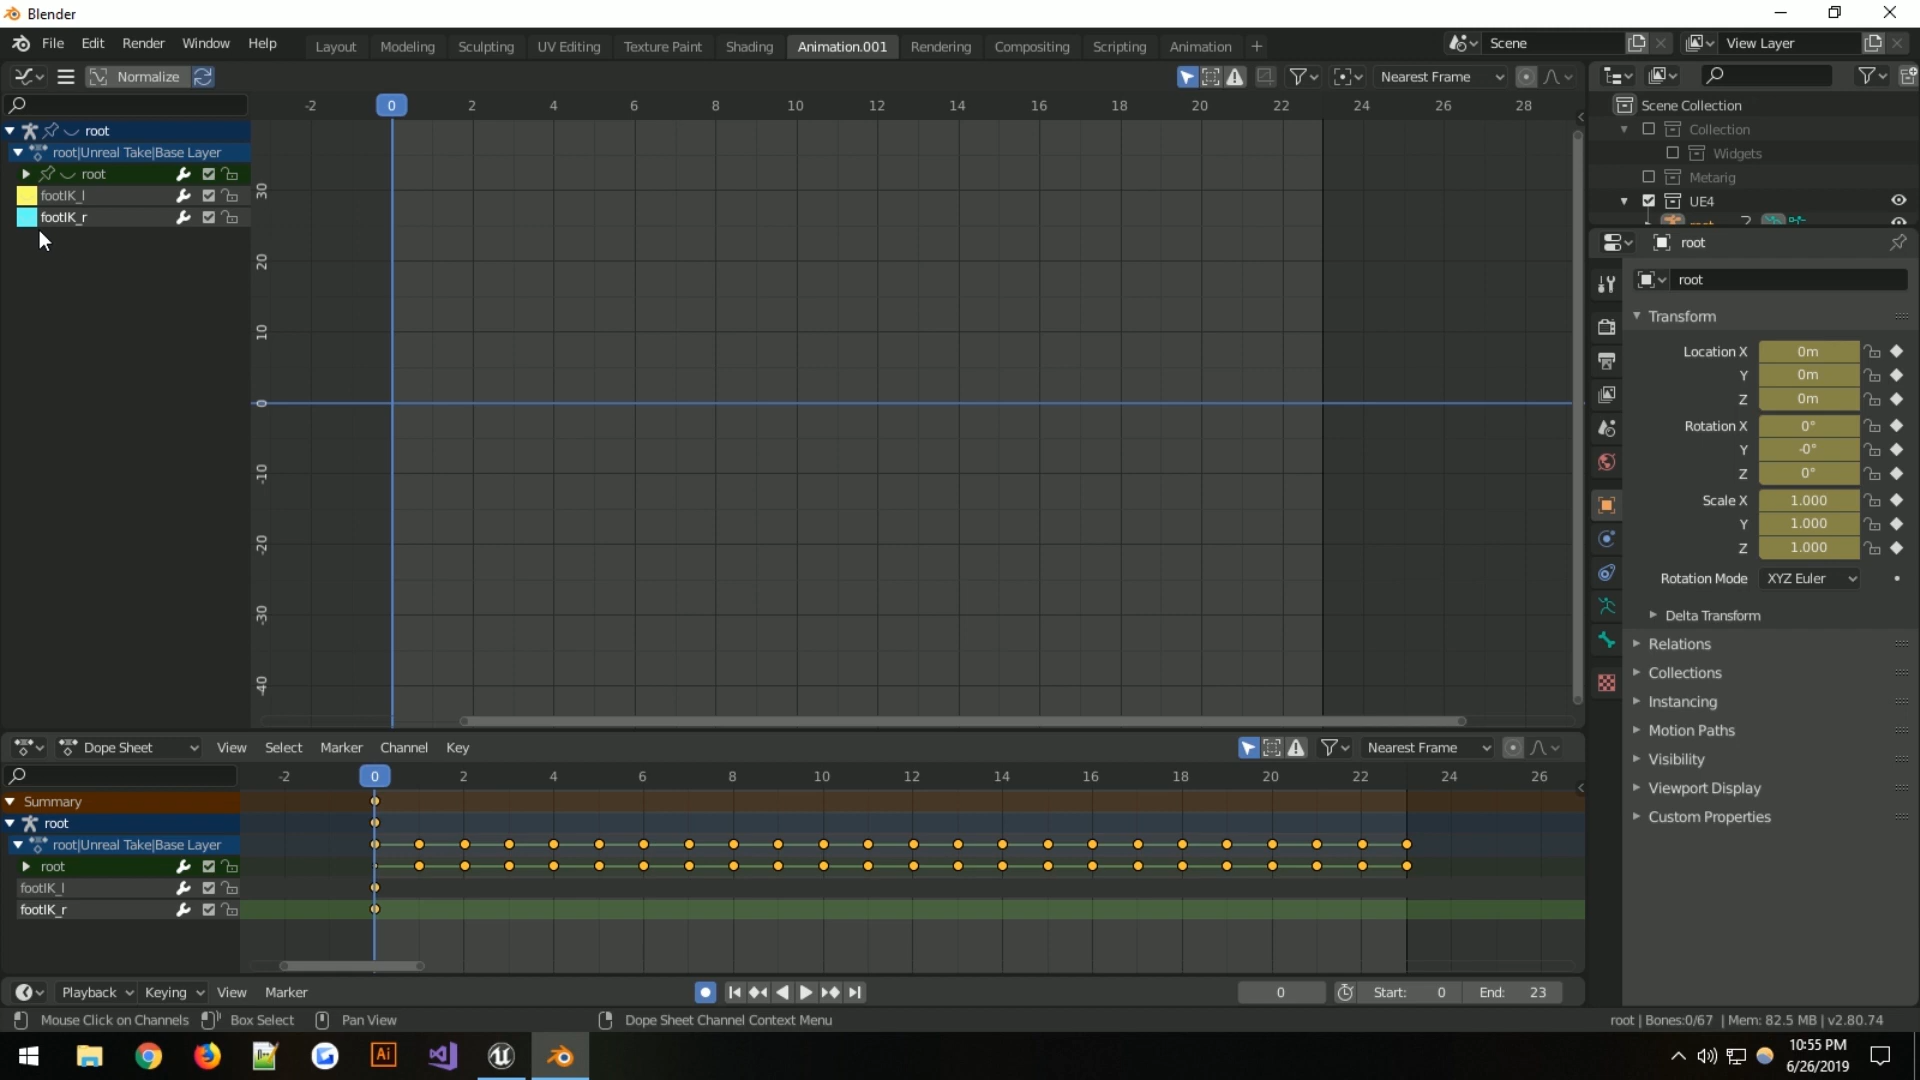 Blender
File Edit Render Window Help Layout Modeling Sculpting UV Editing Texture Paint Shading Animation.001 Rendering Compositing Scripting Animation + Scene View Layer
Normalize Nearest Frame
-2 0 2 4 6 8 10 12 14 16 18 20 22 24 26 28
root
root|Unreal Take|Base Layer
root
footIK_l
footIK_r
30
20
10
0
-10
-20
-30
-40
Scene Collection
Collection
Widgets
Metarig
UE4
root
root
Transform
Location X 0m
Y 0m
Z 0m
Rotation X 0°
Y -0°
Z 0°
Scale X 1.000
Y 1.000
Z 1.000
Rotation Mode XYZ Euler
Delta Transform
Relations
Collections
Instancing
Motion Paths
Visibility
Viewport Display
Custom Properties
Dope Sheet View Select Marker Channel Key Nearest Frame
-2 0 2 4 6 8 10 12 14 16 18 20 22 24 26
Summary
root
root|Unreal Take|Base Layer
root
footIK_l
footIK_r
Playback Keying View Marker 0 Start: 0 End: 23
Mouse Click on Channels Box Select Pan View Dope Sheet Channel Context Menu root | Bones:0/67 | Mem: 82.5 MB | v2.80.74
Ai
10:55 PM
6/26/2019